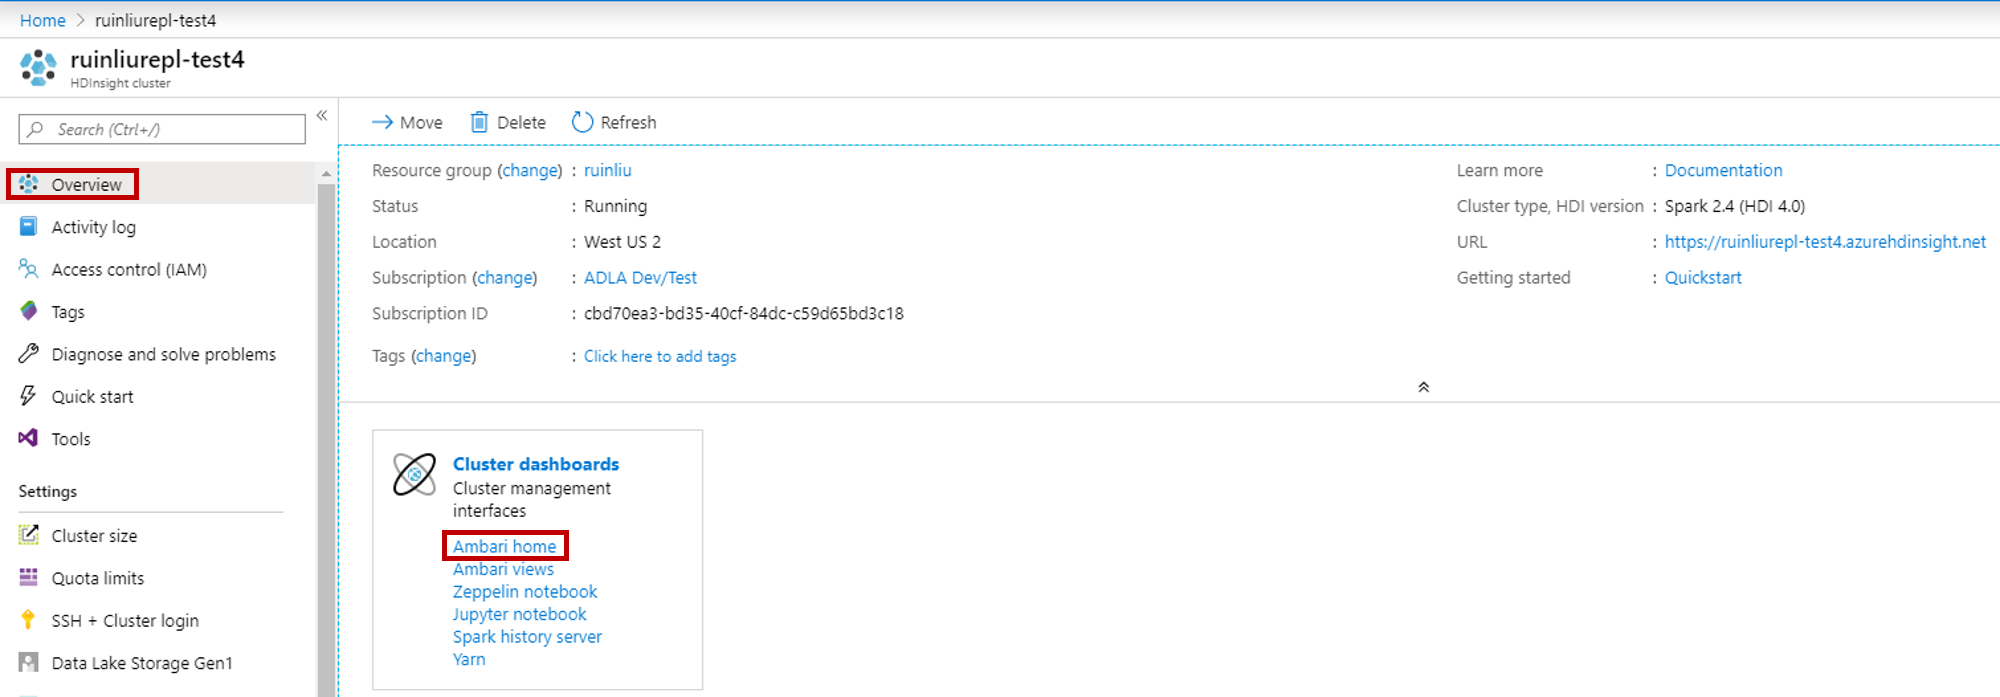 Home > ruinliurepl-test4
ruinliurepl-test4
HDInsight cluster
Search (Ctrl+/)
«
Overview
Activity log
Access control (IAM)
Tags
Diagnose and solve problems
Quick start
Tools
Settings
Cluster size
Quota limits
SSH + Cluster login
Data Lake Storage Gen1
Move Delete Refresh
Resource group (change) : ruinliu
Status : Running
Location : West US 2
Subscription (change) : ADLA Dev/Test
Subscription ID : cbd70ea3-bd35-40cf-84dc-c59d65bd3c18
Tags (change) : Click here to add tags
Learn more : Documentation
Cluster type, HDI version : Spark 2.4 (HDI 4.0)
URL : https://ruinliurepl-test4.azurehdinsight.net
Getting started : Quickstart
Cluster dashboards
Cluster management
interfaces
Ambari home
Ambari views
Zeppelin notebook
Jupyter notebook
Spark history server
Yarn